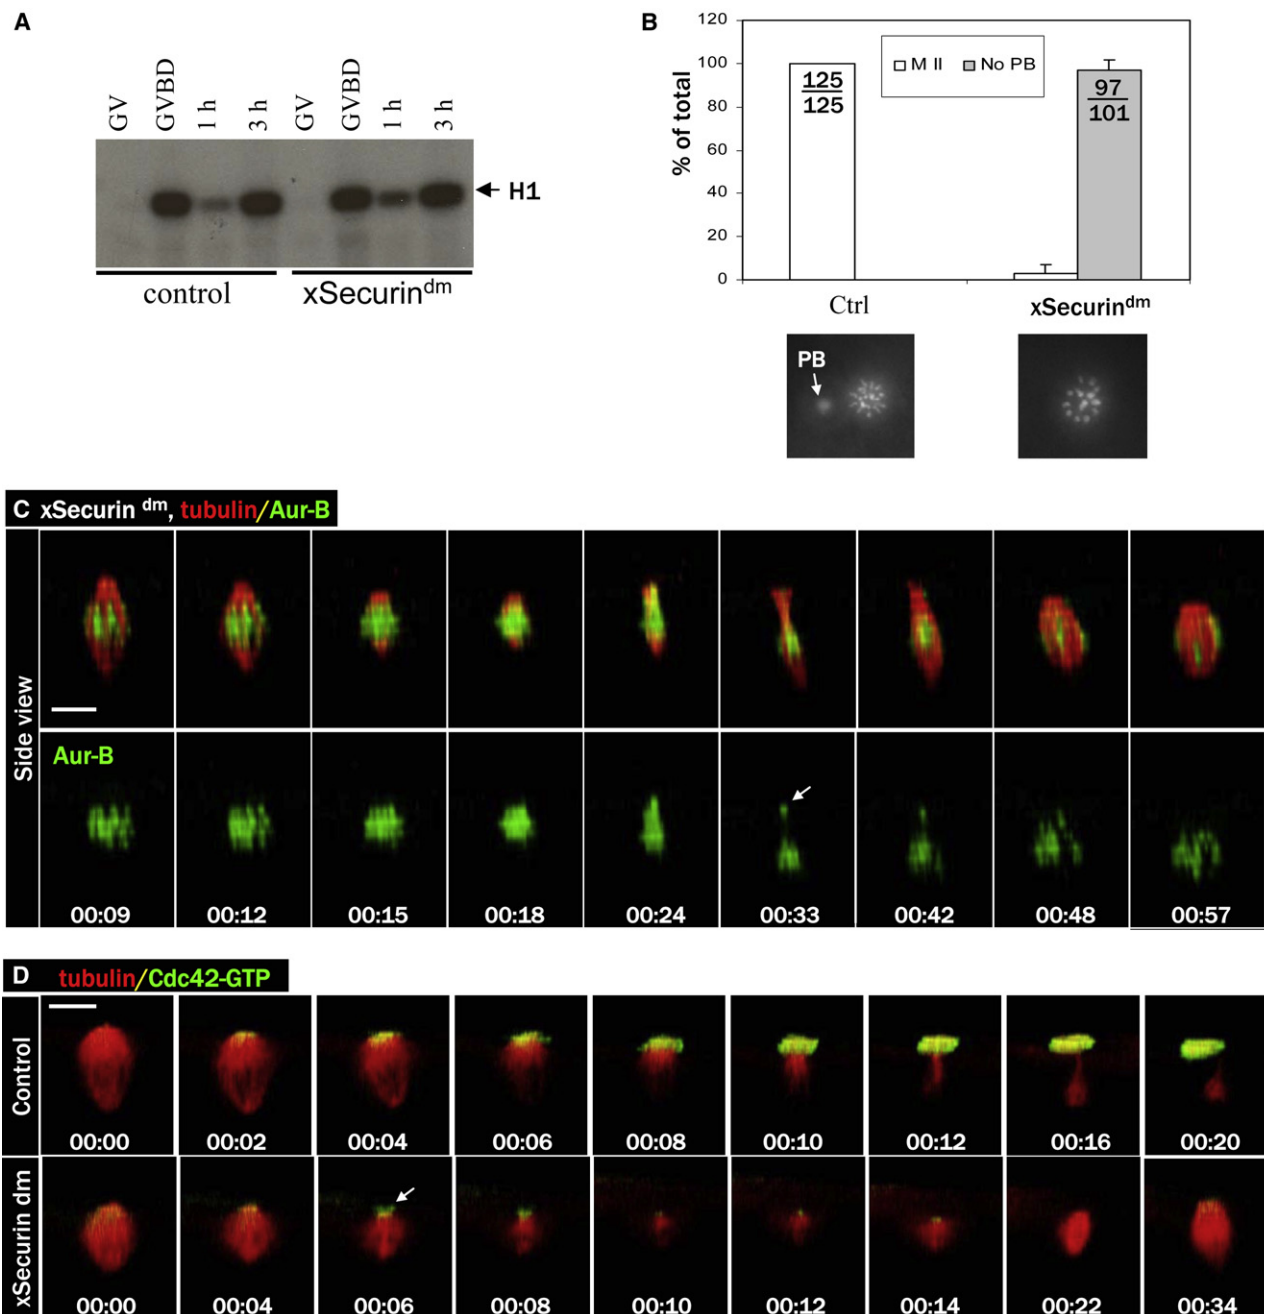 A
GV
GVBD
1 h
3 h
GV
GVBD
1 h
3 h
H1
control
xSecurin dm
B
120
100
80
60
40
20
0
% of total
M II
No PB
125
125
97
101
Ctrl
xSecurin dm
PB
C xSecurin dm, tubulin/Aur-B
Side view
Aur-B
00:09 00:12 00:15 00:18 00:24 00:33 00:42 00:48 00:57
D tubulin/Cdc42-GTP
Control
00:00 00:02 00:04 00:06 00:08 00:10 00:12 00:16 00:20
xSecurin dm
00:00 00:04 00:06 00:08 00:10 00:12 00:14 00:22 00:34